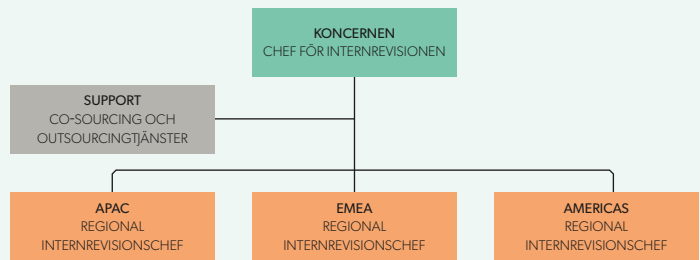 KONCERNEN
CHEF FÖR INTERNREVISIONEN
SUPPORT
CO-SOURCING OCH
OUTSOURCINGTJÄNSTER
APAC
REGIONAL
INTERNREVISIONSCHEF
EMEA
REGIONAL
INTERNREVISIONSCHEF
AMERICAS
REGIONAL
INTERNREVISIONSCHEF